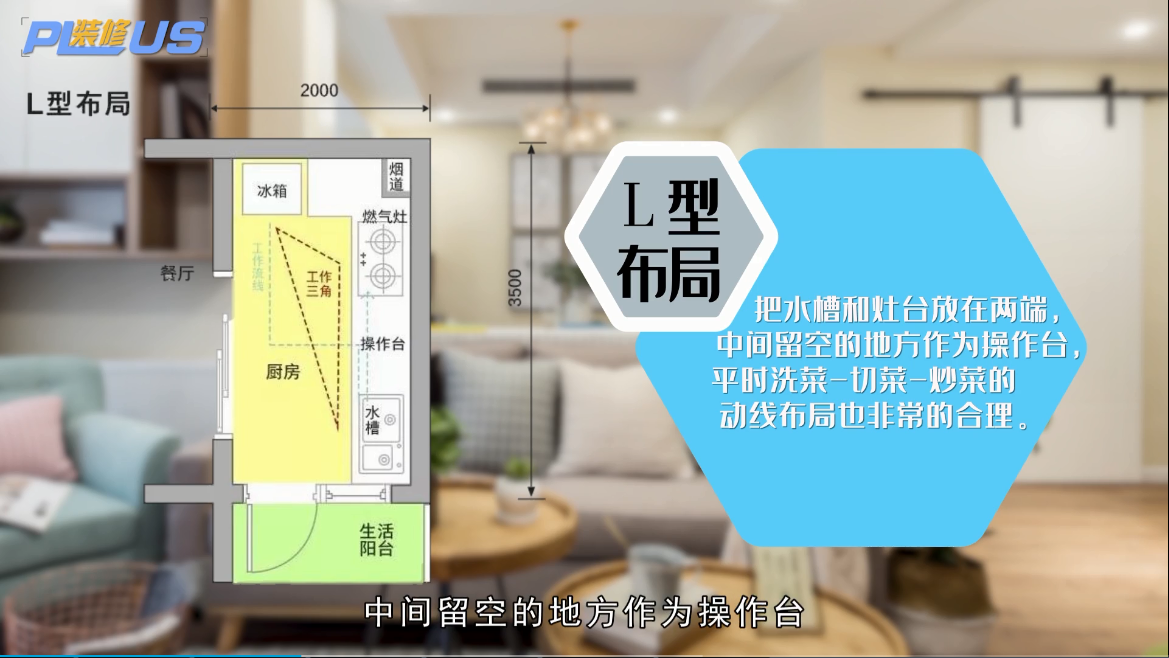 PL装修US
L型布局
2000
冰箱
烟
道
燃气灶
工作流线
工作
三角
餐厅
3500
操作台
厨房
水
槽
生活
阳台
L型
布局
把水槽和灶台放在两端，
中间留空的地方作为操作台，
平时洗菜-切菜-炒菜的
动线布局也非常的合理。
中间留空的地方作为操作台